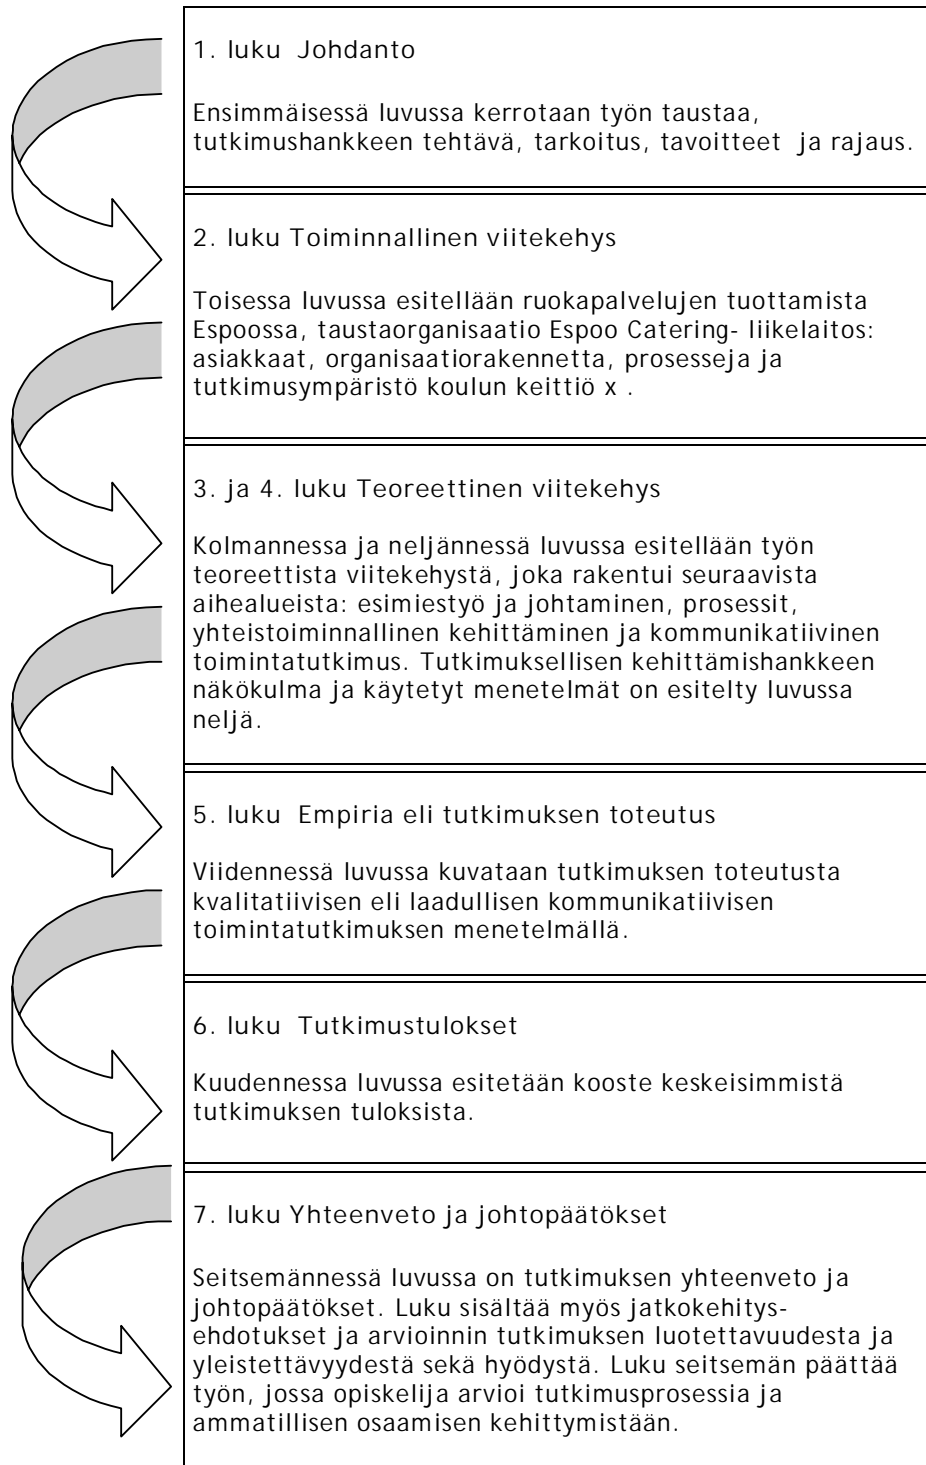 1. luku Johdanto
Ensimmäisessä luvussa kerrotaan työn taustaa,
tutkimushankkeen tehtävä, tarkoitus, tavoitteet ja rajaus.
2. luku Toiminnallinen viitekehys
Toisessa luvussa esitellään ruokapalvelujen tuottamista
Espoossa, taustaorganisaatio Espoo Catering- liikelaitos:
asiakkaat, organisaatiorakennetta, prosesseja ja
tutkimusympäristö koulun keittiö x .
3. ja 4. luku Teoreettinen viitekehys
Kolmannessa ja neljännessä luvussa esitellään työn
teoreettista viitekehystä, joka rakentui seuraavista
aihealueista: esimiestyö ja johtaminen, prosessit,
yhteistoiminnallinen kehittäminen ja kommunikatiivinen
toimintatutkimus. Tutkimuksellisen kehittämishankkeen
näkökulma ja käytetyt menetelmät on esitelty luvussa
neljä.
5. luku Empiria eli tutkimuksen toteutus
Viidennessä luvussa kuvataan tutkimuksen toteutusta
kvalitatiivisen eli laadullisen kommunikatiivisen
toimintatutkimuksen menetelmällä.
6. luku Tutkimustulokset
Kuudennessa luvussa esitetään kooste keskeisimmistä
tutkimuksen tuloksista.
7. luku Yhteenveto ja johtopäätökset
Seitsemännessä luvussa on tutkimuksen yhteenveto ja
johtopäätökset. Luku sisältää myös jatkokehitys-
ehdotukset ja arvioinnin tutkimuksen luotettavuudesta ja
yleistettävyydestä sekä hyödystä. Luku seitsemän päättää
työn, jossa opiskelija arvioi tutkimusprosessia ja
ammatillisen osaamisen kehittymistään.